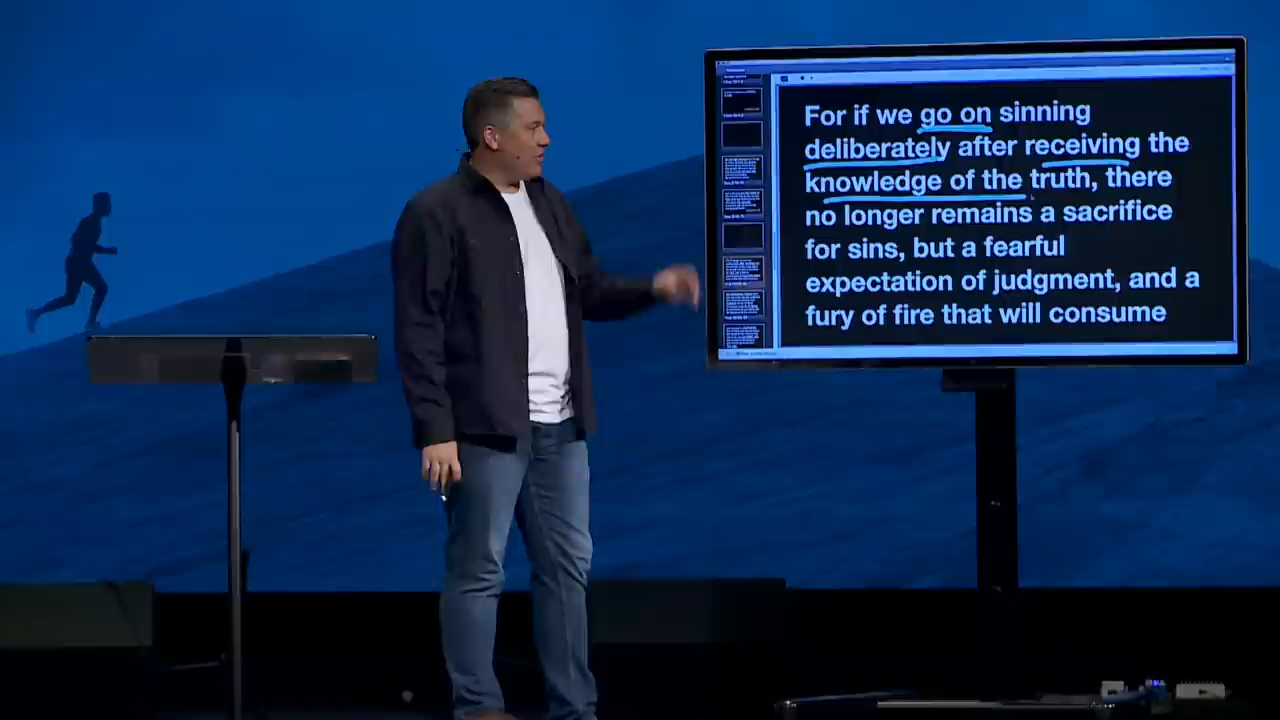 For if we go on sinning
deliberately after receiving the
knowledge of the truth, there
no longer remains a sacrifice
for sins, but a fearful
expectation of judgment, and a
fury of fire that will consume